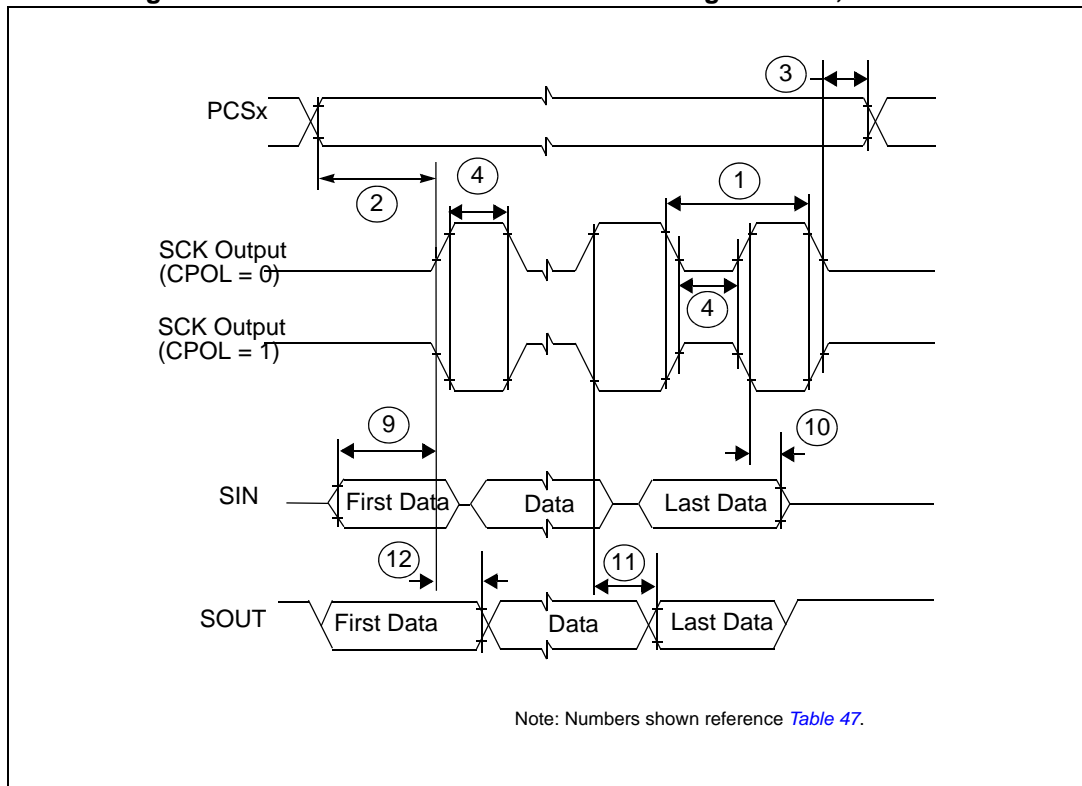 3
PCSx
2
4
1
SCK Output
(CPOL = 0)
4
SCK Output
(CPOL = 1)
9
10
SIN
First Data
Data
Last Data
12
11
SOUT
First Data
Data
Last Data
Note: Numbers shown reference Table 47.